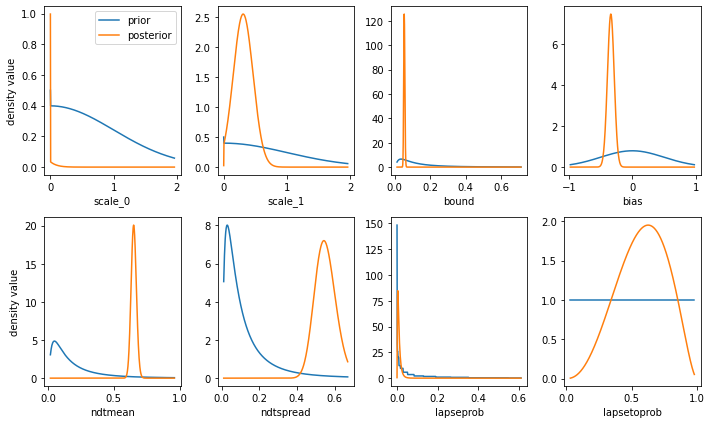 prior
posterior
density value
1.0
0.8
0.6
0.4
0.2
0.0
0 1 2
scale_0
2.5
2.0
1.5
1.0
0.5
0.0
0 1 2
scale_1
120
100
80
60
40
20
0
0.0 0.2 0.4 0.6
bound
6
4
2
0
-1 0 1
bias
density value
20
15
10
5
0
0.0 0.5 1.0
ndtmean
8
6
4
2
0
0.0 0.2 0.4 0.6
ndtspread
150
125
100
75
50
25
0
0.0 0.2 0.4 0.6
lapseprob
2.0
1.5
1.0
0.5
0.0
0.0 0.5 1.0
lapsetoprob